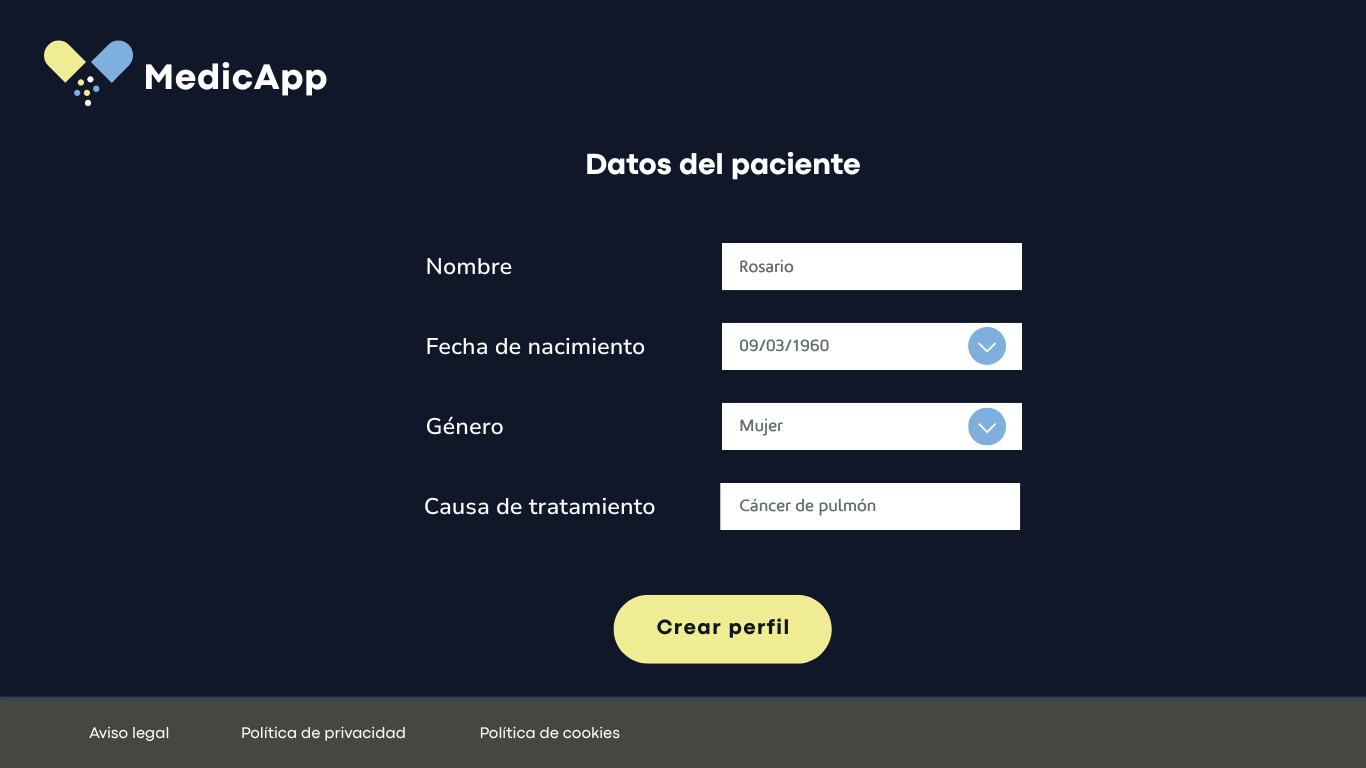 MedicApp
Datos del paciente
Nombre
Rosario
Fecha de nacimiento
09/03/1960
Género
Mujer
Causa de tratamiento
Cáncer de pulmón
Crear perfil
Aviso legal
Política de privacidad
Política de cookies